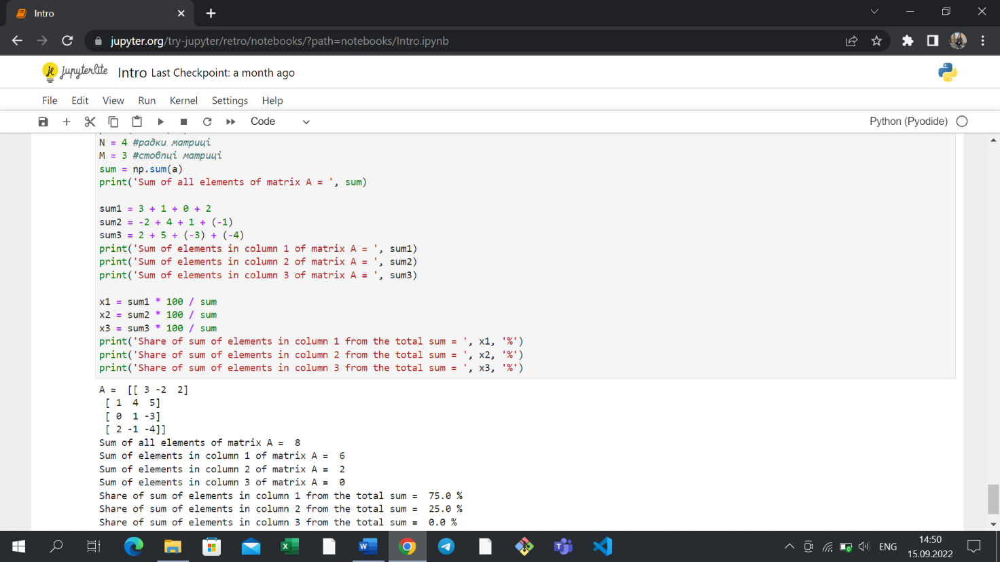 Intro
jupyter.org/try-jupyter/retro/notebooks/?path=notebooks/Intro.ipynb
jupyterlite Intro Last Checkpoint: a month ago
File Edit View Run Kernel Settings Help
Code
Python (Pyodide)
N = 4 #радки матриці
M = 3 #стовпці матриці
sum = np.sum(a)
print('Sum of all elements of matrix A = ', sum)
sum1 = 3 + 1 + 0 + 2
sum2 = -2 + 4 + 1 + (-1)
sum3 = 2 + 5 + (-3) + (-4)
print('Sum of elements in column 1 of matrix A = ', sum1)
print('Sum of elements in column 2 of matrix A = ', sum2)
print('Sum of elements in column 3 of matrix A = ', sum3)
x1 = sum1 * 100 / sum
x2 = sum2 * 100 / sum
x3 = sum3 * 100 / sum
print('Share of sum of elements in column 1 from the total sum = ', x1, '%')
print('Share of sum of elements in column 2 from the total sum = ', x2, '%')
print('Share of sum of elements in column 3 from the total sum = ', x3, '%')
A =  [[ 3 -2  2]
 [ 1  4  5]
 [ 0  1 -3]
 [ 2 -1 -4]]
Sum of all elements of matrix A =  8
Sum of elements in column 1 of matrix A =  6
Sum of elements in column 2 of matrix A =  2
Sum of elements in column 3 of matrix A =  0
Share of sum of elements in column 1 from the total sum =  75.0 %
Share of sum of elements in column 2 from the total sum =  25.0 %
Share of sum of elements in column 3 from the total sum =  0.0 %
ENG
14:50
15.09.2022